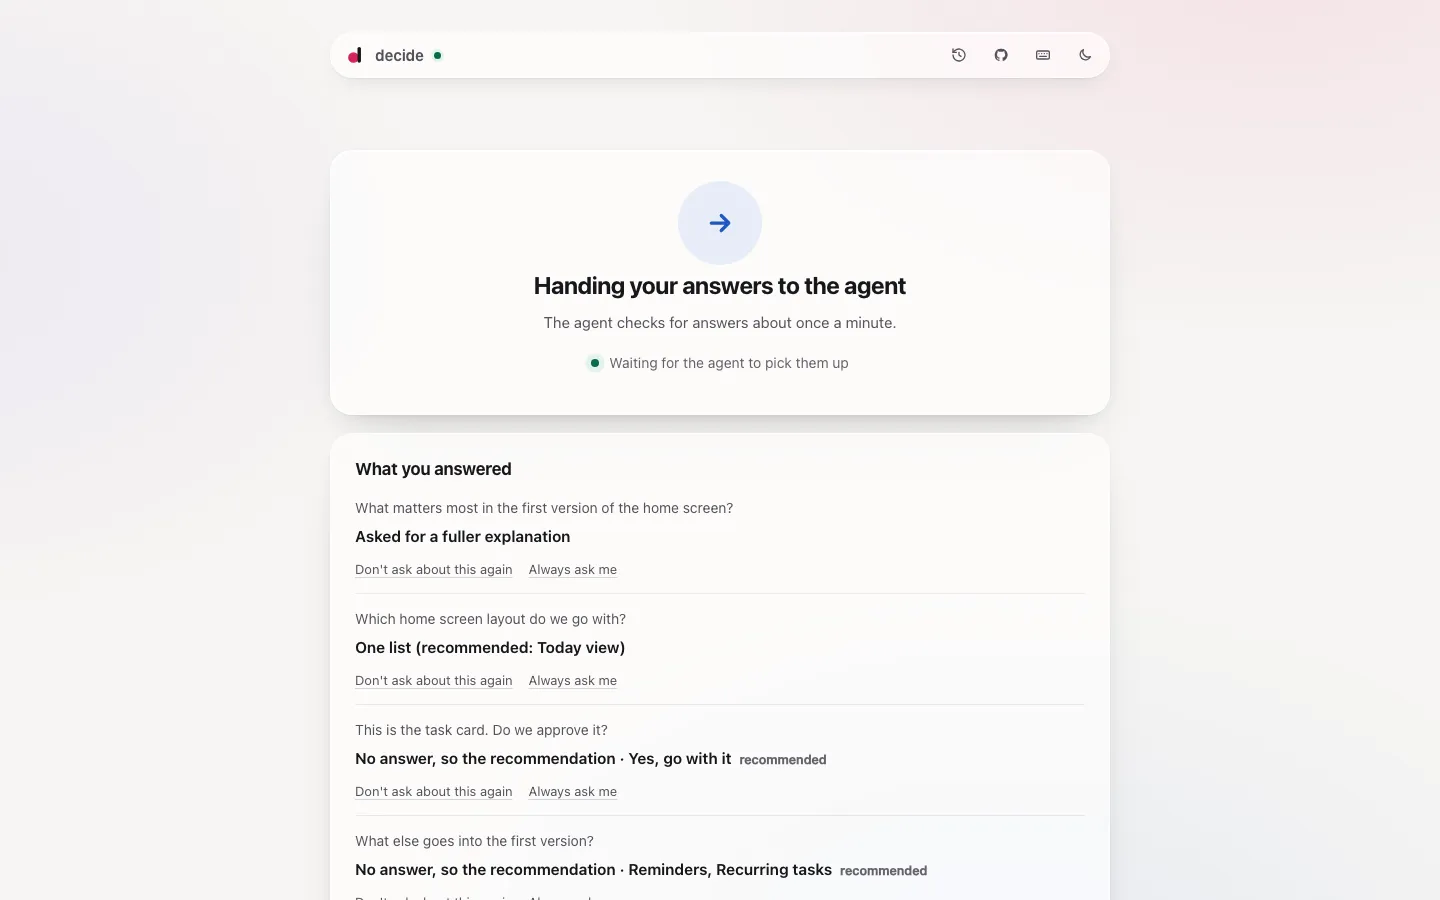 decide
Handing your answers to the agent
The agent checks for answers about once a minute.
Waiting for the agent to pick them up
What you answered
What matters most in the first version of the home screen?
Asked for a fuller explanation
Don't ask about this again Always ask me
Which home screen layout do we go with?
One list (recommended: Today view)
Don't ask about this again Always ask me
This is the task card. Do we approve it?
No answer, so the recommendation · Yes, go with it recommended
Don't ask about this again Always ask me
What else goes into the first version?
No answer, so the recommendation · Reminders, Recurring tasks recommended